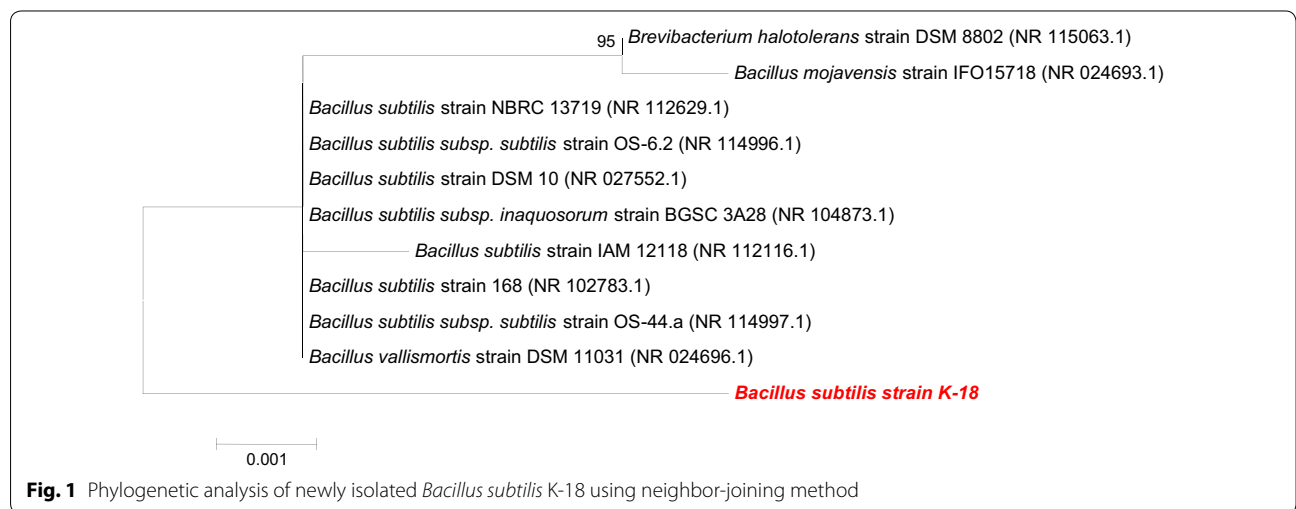 95
Brevibacterium halotolerans strain DSM 8802 (NR 115063.1)
Bacillus mojavensis strain IFO15718 (NR 024693.1)
Bacillus subtilis strain NBRC 13719 (NR 112629.1)
Bacillus subtilis subsp. subtilis strain OS-6.2 (NR 114996.1)
Bacillus subtilis strain DSM 10 (NR 027552.1)
Bacillus subtilis subsp. inaquosorum strain BGSC 3A28 (NR 104873.1)
Bacillus subtilis strain IAM 12118 (NR 112116.1)
Bacillus subtilis strain 168 (NR 102783.1)
Bacillus subtilis subsp. subtilis strain OS-44.a (NR 114997.1)
Bacillus vallismortis strain DSM 11031 (NR 024696.1)
Bacillus subtilis strain K-18
0.001
Fig. 1 Phylogenetic analysis of newly isolated Bacillus subtilis K-18 using neighbor-joining method